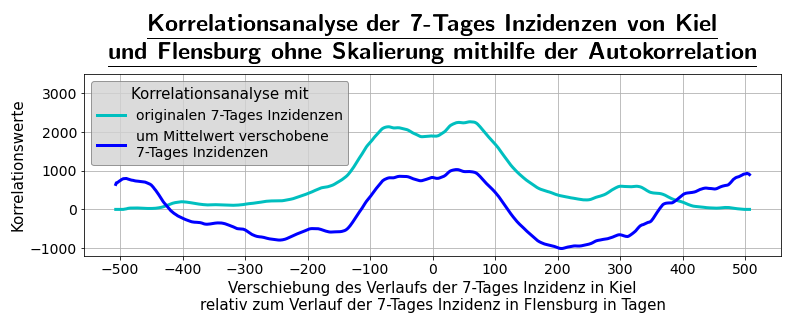 Korrelationsanalyse der 7-Tages Inzidenzen von Kiel
und Flensburg ohne Skalierung mithilfe der Autokorrelation
Korrelationsanalyse mit
originalen 7-Tages Inzidenzen
um Mittelwert verschobene
7-Tages Inzidenzen
Korrelationswerte
3000
2000
1000
0
−1000
−500 −400 −300 −200 −100 0 100 200 300 400 500
Verschiebung des Verlaufs der 7-Tages Inzidenz in Kiel
relativ zum Verlauf der 7-Tages Inzidenz in Flensburg in Tagen